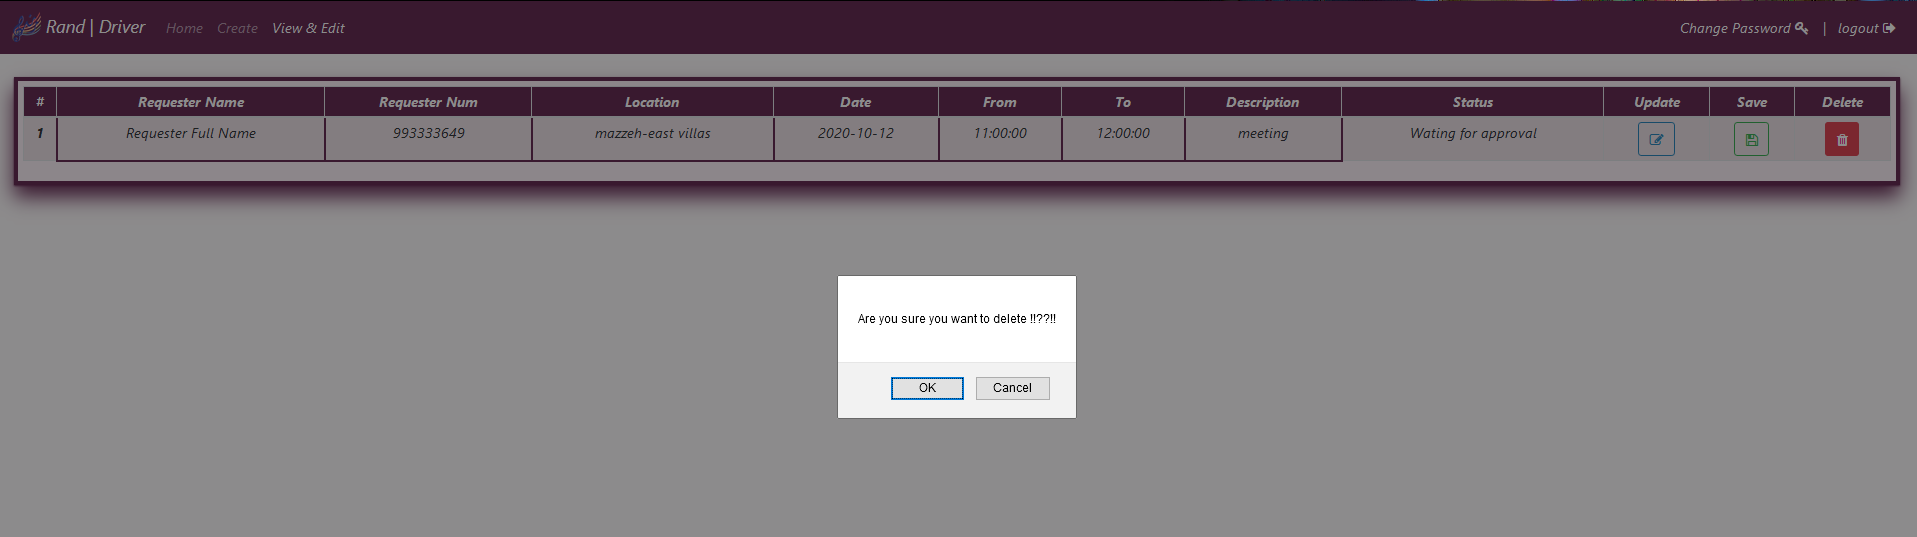 Rand | Driver Home Create View & Edit Change Password | logout
# Requester Name Requester Num Location Date From To Description Status Update Save Delete
1 Requester Full Name 993333649 mazzeh-east villas 2020-10-12 11:00:00 12:00:00 meeting Wating for approval
Are you sure you want to delete !!??!!
OK Cancel